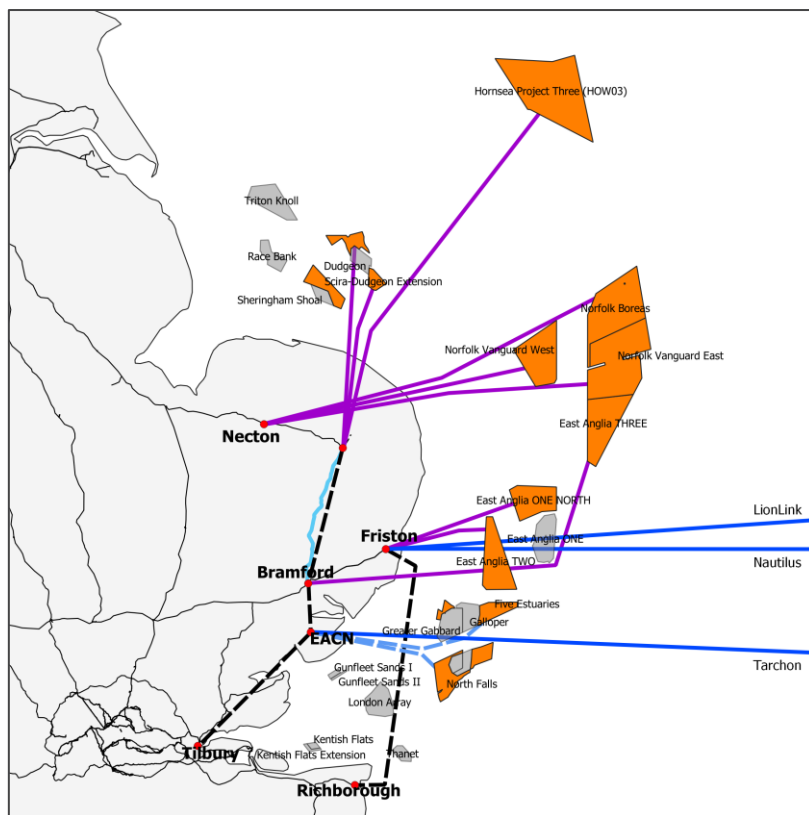 Hornsea Project Three (HOW03)
Triton Knoll
Race Bank
Dudgeon
Scira-Dudgeon Extension
Sheringham Shoal
Norfolk Boreas
Norfolk Vanguard West
Norfolk Vanguard East
East Anglia THREE
Necton
East Anglia ONE NORTH
LionLink
Friston
East Anglia ONE
Nautilus
East Anglia TWO
Bramford
Five Estuaries
Galloper
Greater Gabbard
EACN
Tarchon
Gunfleet Sands I
Gunfleet Sands II
North Falls
London Array
Kentish Flats
Tilbury
Kentish Flats Extension
Thanet
Richborough